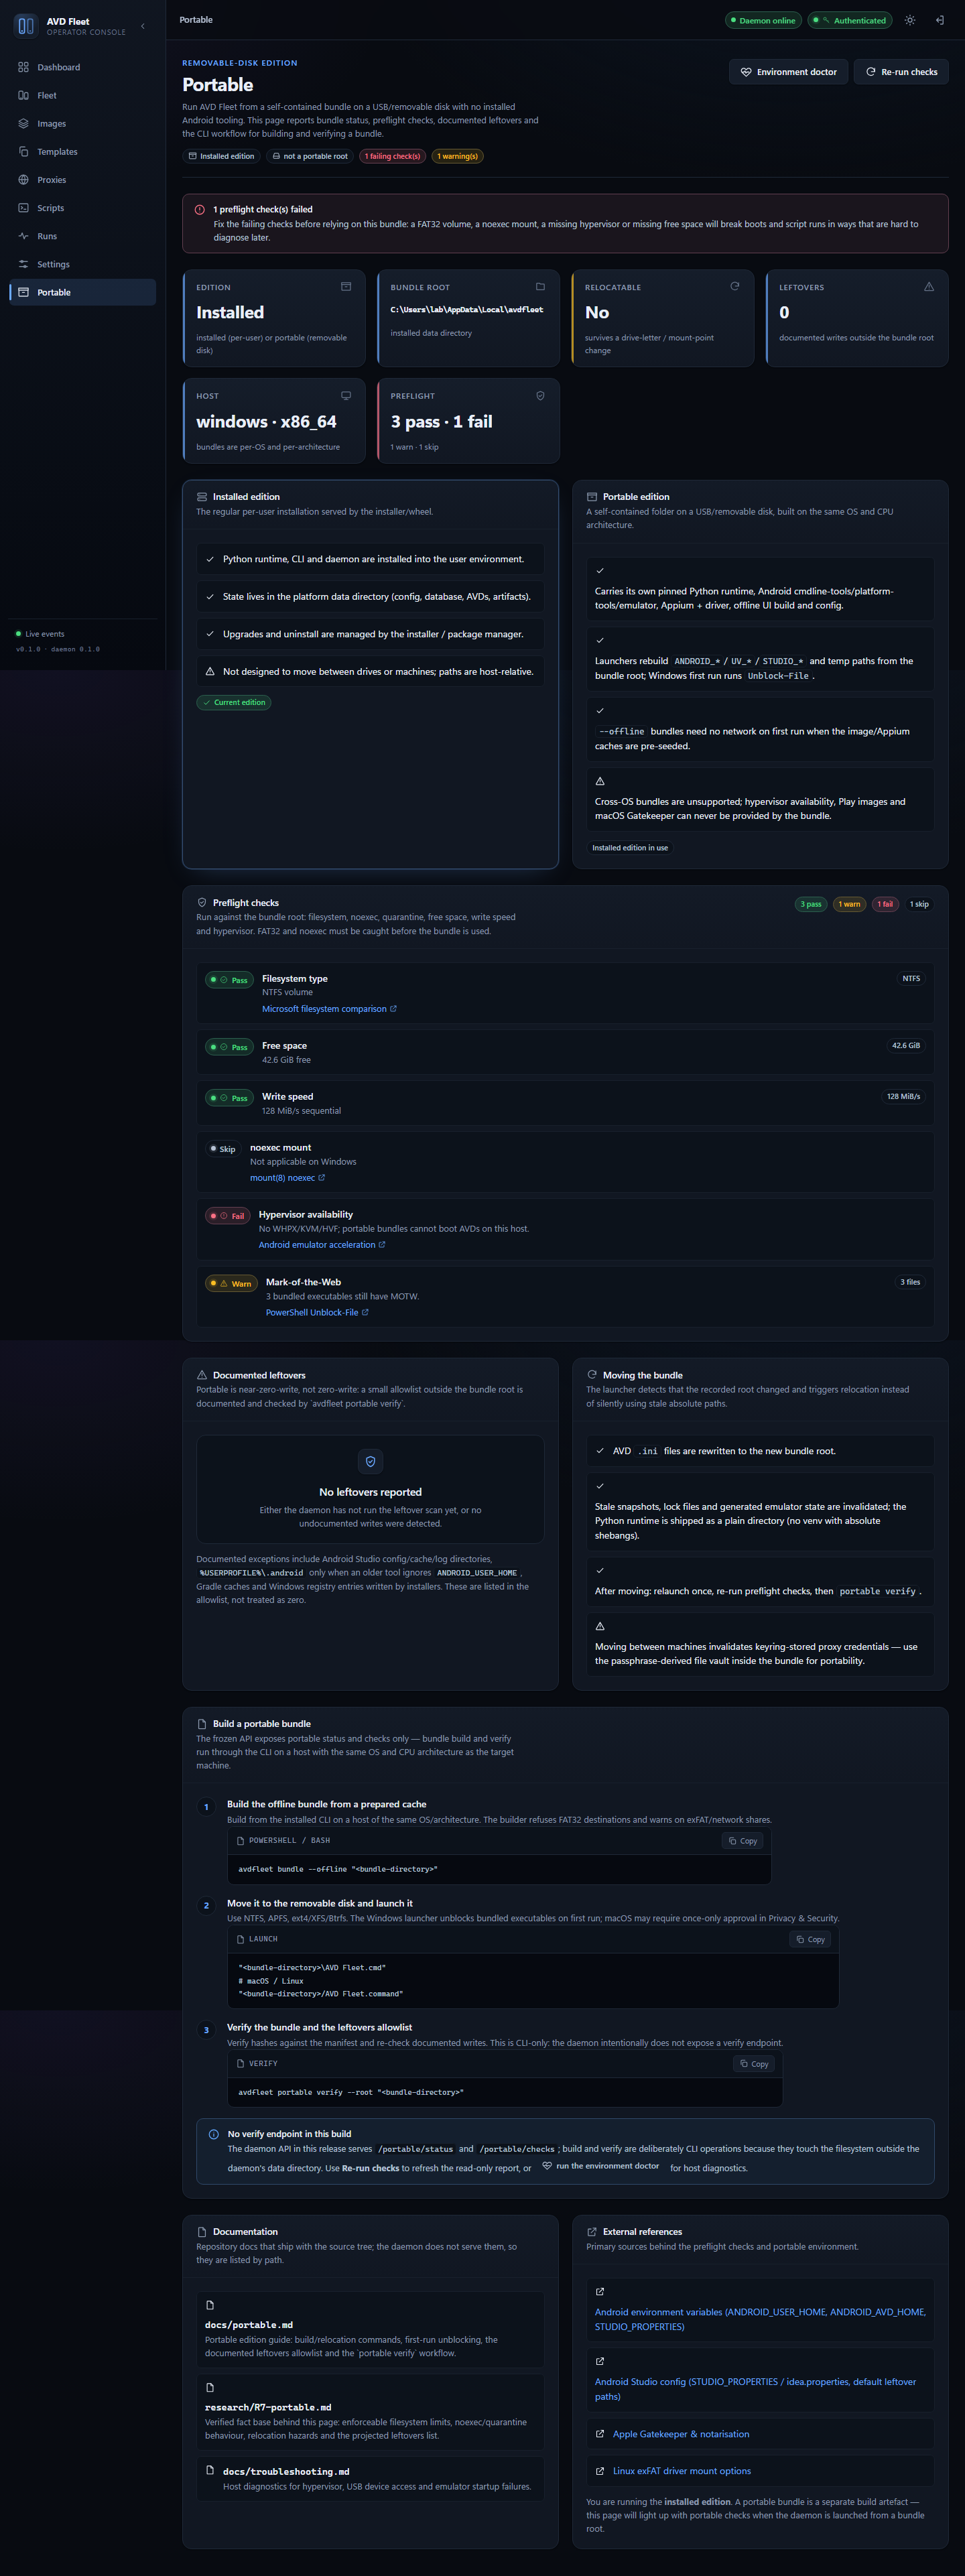 AVD Fleet
OPERATOR CONSOLE
Dashboard
Fleet
Images
Templates
Proxies
Scripts
Runs
Settings
Portable
Live events
v0.1.0 · daemon 0.1.0
Portable
Daemon online
Authenticated
REMOVABLE-DISK EDITION
Portable
Run AVD Fleet from a self-contained bundle on a USB/removable disk with no installed
Android tooling. This page reports bundle status, preflight checks, documented leftovers and
the CLI workflow for building and verifying a bundle.
Installed edition
not a portable root
1 failing check(s)
1 warning(s)
Environment doctor
Re-run checks
1 preflight check(s) failed
Fix the failing checks before relying on this bundle: a FAT32 volume, a noexec mount, a missing hypervisor or missing free space will break boots and script runs in ways that are hard to
diagnose later.
EDITION
Installed
installed (per-user) or portable (removable
disk)
BUNDLE ROOT
C:\Users\lab\AppData\Local\avdfleet
installed data directory
RELOCATABLE
No
survives a drive-letter / mount-point
change
LEFTOVERS
0
documented writes outside the bundle root
HOST
windows · x86_64
bundles are per-OS and per-architecture
PREFLIGHT
3 pass · 1 fail
1 warn · 1 skip
Installed edition
The regular per-user installation served by the installer/wheel.
Python runtime, CLI and daemon are installed into the user environment.
State lives in the platform data directory (config, database, AVDs, artifacts).
Upgrades and uninstall are managed by the installer / package manager.
Not designed to move between drives or machines; paths are host-relative.
Current edition
Portable edition
A self-contained folder on a USB/removable disk, built on the same OS and CPU
architecture.
Carries its own pinned Python runtime, Android cmdline-tools/platform-
tools/emulator, Appium + driver, offline UI build and config.
Launchers rebuild ANDROID_* / UV_* / STUDIO_* and temp paths from the
bundle root; Windows first run runs Unblock-File .
--offline bundles need no network on first run when the image/Appium
caches are pre-seeded.
Cross-OS bundles are unsupported; hypervisor availability, Play images and
macOS Gatekeeper can never be provided by the bundle.
Installed edition in use
Preflight checks
Run against the bundle root: filesystem, noexec, quarantine, free space, write speed
and hypervisor. FAT32 and noexec must be caught before the bundle is used.
3 pass
1 warn
1 fail
1 skip
Pass
Filesystem type
NTFS
NTFS volume
Microsoft filesystem comparison
Pass
Free space
42.6 GiB
42.6 GiB free
Pass
Write speed
128 MiB/s
128 MiB/s sequential
Skip
noexec mount
Not applicable on Windows
mount(8) noexec
Fail
Hypervisor availability
No WHPX/KVM/HVF; portable bundles cannot boot AVDs on this host.
Android emulator acceleration
Warn
Mark-of-the-Web
3 files
3 bundled executables still have MOTW.
PowerShell Unblock-File
Documented leftovers
Portable is near-zero-write, not zero-write: a small allowlist outside the bundle root is
documented and checked by `avdfleet portable verify`.
No leftovers reported
Either the daemon has not run the leftover scan yet, or no
undocumented writes were detected.
Documented exceptions include Android Studio config/cache/log directories,
%USERPROFILE%\.android only when an older tool ignores ANDROID_USER_HOME ,
Gradle caches and Windows registry entries written by installers. These are listed in the
allowlist, not treated as zero.
Moving the bundle
The launcher detects that the recorded root changed and triggers relocation instead
of silently using stale absolute paths.
AVD .ini files are rewritten to the new bundle root.
Stale snapshots, lock files and generated emulator state are invalidated; the
Python runtime is shipped as a plain directory (no venv with absolute
shebangs).
After moving: relaunch once, re-run preflight checks, then portable verify .
Moving between machines invalidates keyring-stored proxy credentials — use
the passphrase-derived file vault inside the bundle for portability.
Build a portable bundle
The frozen API exposes portable status and checks only — bundle build and verify
run through the CLI on a host with the same OS and CPU architecture as the target
machine.
1
Build the offline bundle from a prepared cache
Build from the installed CLI on a host of the same OS/architecture. The builder refuses FAT32 destinations and warns on exFAT/network shares.
POWERSHELL / BASH
Copy
avdfleet bundle --offline "<bundle-directory>"
2
Move it to the removable disk and launch it
Use NTFS, APFS, ext4/XFS/Btrfs. The Windows launcher unblocks bundled executables on first run; macOS may require once-only approval in Privacy & Security.
LAUNCH
Copy
"<bundle-directory>\AVD Fleet.cmd"
# macOS / Linux
"<bundle-directory>/AVD Fleet.command"
3
Verify the bundle and the leftovers allowlist
Verify hashes against the manifest and re-check documented writes. This is CLI-only: the daemon intentionally does not expose a verify endpoint.
VERIFY
Copy
avdfleet portable verify --root "<bundle-directory>"
No verify endpoint in this build
The daemon API in this release serves /portable/status and /portable/checks ; build and verify are deliberately CLI operations because they touch the filesystem outside the
daemon's data directory. Use Re-run checks to refresh the read-only report, or run the environment doctor for host diagnostics.
Documentation
Repository docs that ship with the source tree; the daemon does not serve them, so
they are listed by path.
docs/portable.md
Portable edition guide: build/relocation commands, first-run unblocking, the
documented leftovers allowlist and the `portable verify` workflow.
research/R7-portable.md
Verified fact base behind this page: enforceable filesystem limits, noexec/quarantine
behaviour, relocation hazards and the projected leftovers list.
docs/troubleshooting.md
Host diagnostics for hypervisor, USB device access and emulator startup failures.
External references
Primary sources behind the preflight checks and portable environment.
Android environment variables (ANDROID_USER_HOME, ANDROID_AVD_HOME,
STUDIO_PROPERTIES)
Android Studio config (STUDIO_PROPERTIES / idea.properties, default leftover
paths)
Apple Gatekeeper & notarisation
Linux exFAT driver mount options
You are running the installed edition. A portable bundle is a separate build artefact —
this page will light up with portable checks when the daemon is launched from a bundle
root.